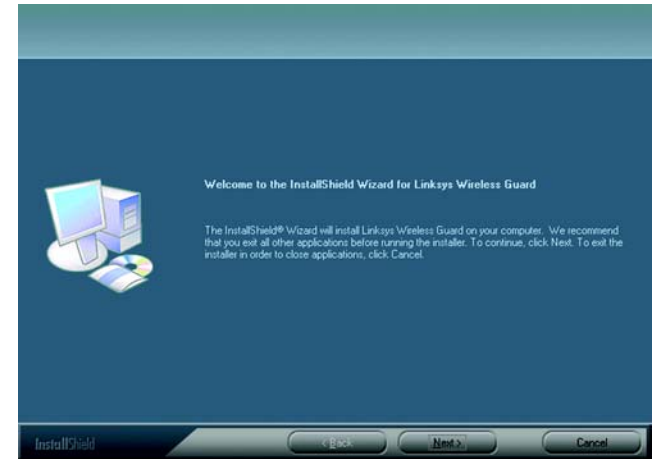 Welcome to the InstallShield Wizard for Linksys Wireless Guard
The InstallShield® Wizard will install Linksys Wireless Guard on your computer. We recommend
that you exit all other applications before running the installer. To continue, click Next. To exit the
installer in order to close applications, click Cancel.
InstallShield
< Back
Next >
Cancel